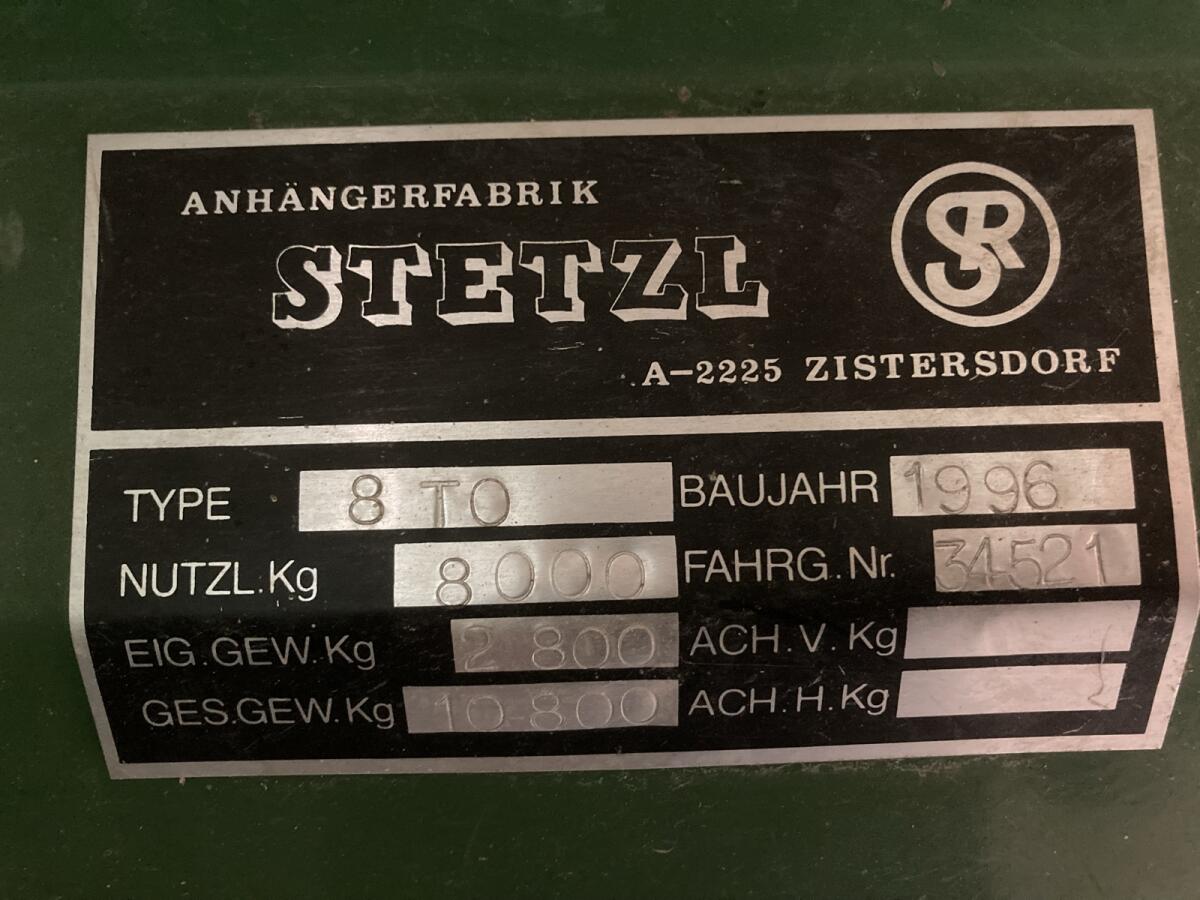 ANHÄNGERFABRIK
STETZL
SR
A-2225 ZISTERSDORF
TYPE 8 TO BAUJAHR 1996
NUTZL.Kg 8000 FAHRG.Nr. 34521
EIG.GEW.Kg 2 800 ACH.V.Kg
GES.GEW.Kg 10-800 ACH.H.Kg